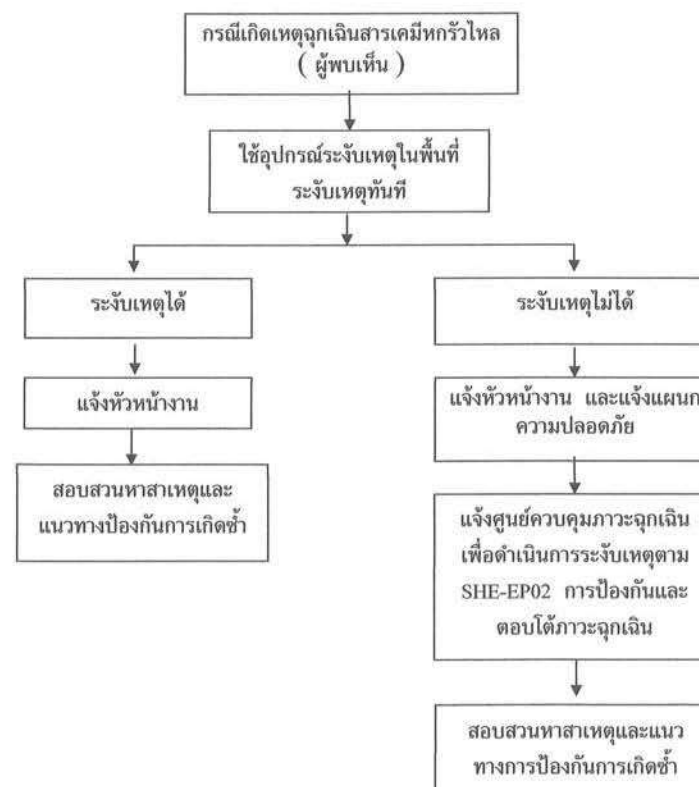 กรณีเกิดเหตุฉุกเฉินสารเคมีหกรั่วไหล
( ผู้พบเห็น )
ใช้อุปกรณ์ระงับเหตุในพื้นที่
ระงับเหตุทันที
ระงับเหตุได้
แจ้งหัวหน้างาน
สอบสวนหาสาเหตุและ
แนวทางป้องกันการเกิดซ้ำ
ระงับเหตุไม่ได้
แจ้งหัวหน้างาน และแจ้งแผนก
ความปลอดภัย
แจ้งศูนย์ควบคุมภาวะฉุกเฉิน
เพื่อดำเนินการระงับเหตุตาม
SHE-EP02 การป้องกันและ
ตอบโต้ภาวะฉุกเฉิน
สอบสวนหาสาเหตุและแนว
ทางการป้องกันการเกิดซ้ำ